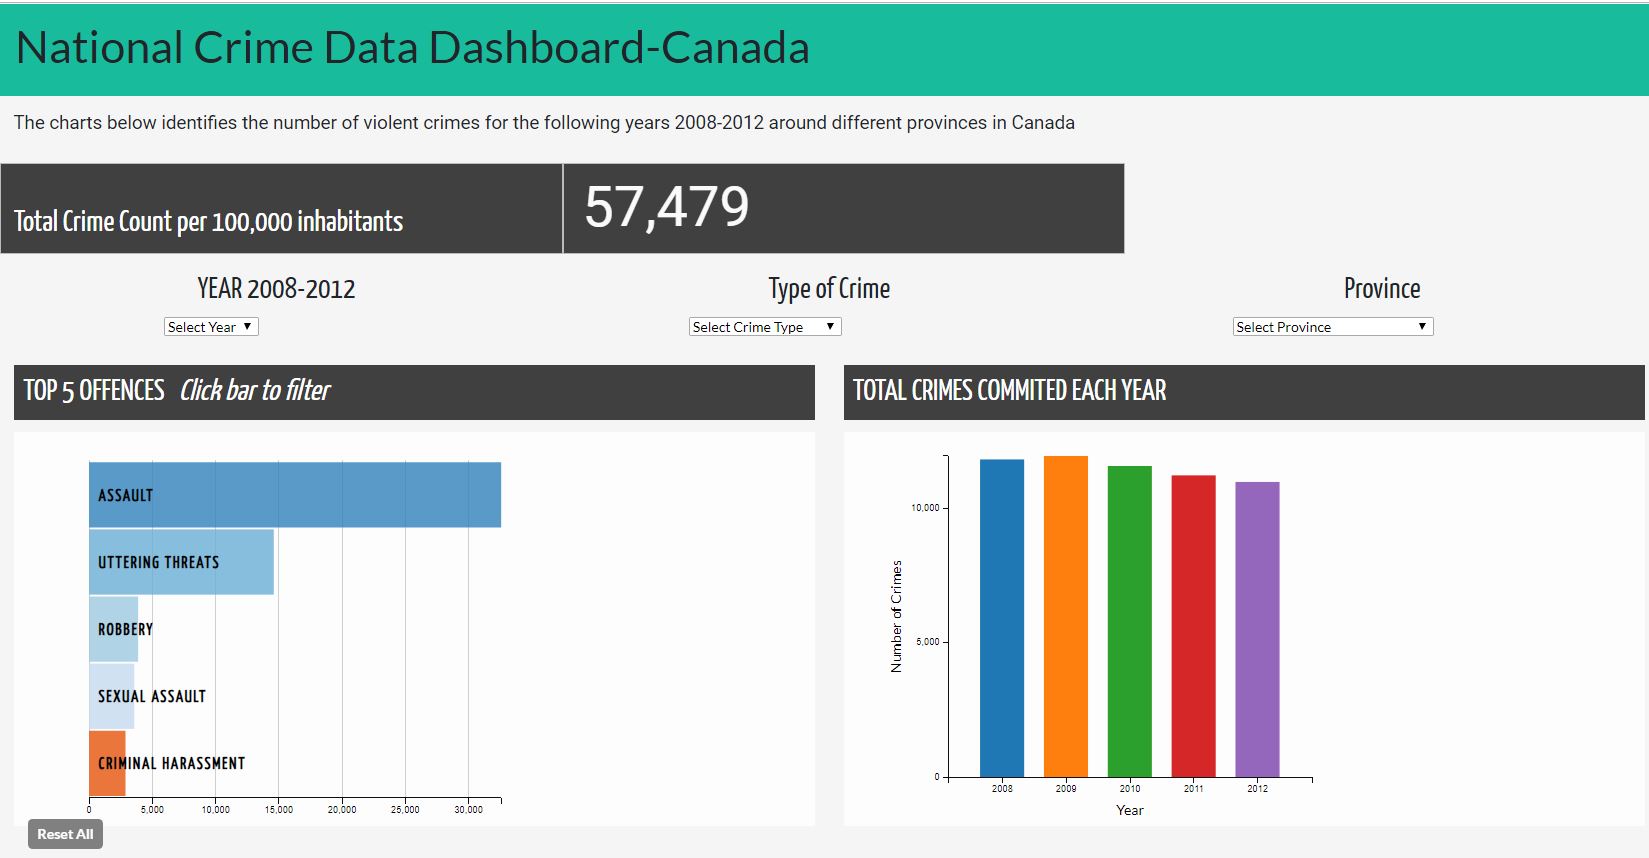 National Crime Data Dashboard-Canada
The charts below identifies the number of violent crimes for the following years 2008-2012 around different provinces in Canada
Total Crime Count per 100,000 inhabitants
57,479
YEAR 2008-2012
Select Year
Type of Crime
Select Crime Type
Province
Select Province
TOP 5 OFFENCES Click bar to filter
ASSAULT
UTTERING THREATS
ROBBERY
SEXUAL ASSAULT
CRIMINAL HARASSMENT
0 5,000 10,000 15,000 20,000 25,000 30,000
Reset All
TOTAL CRIMES COMMITED EACH YEAR
Number of Crimes
10,000
5,000
0
2008 2009 2010 2011 2012
Year